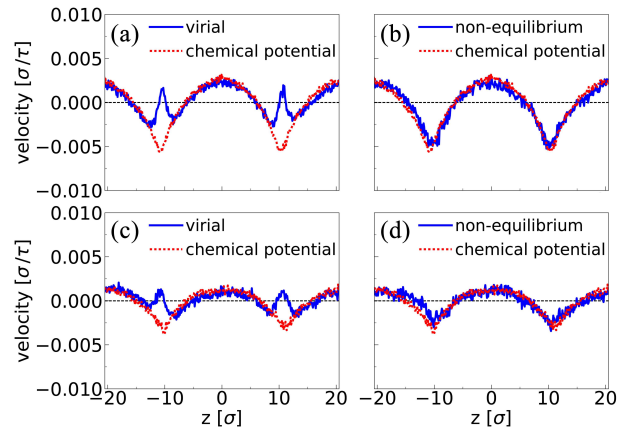 (a)
virial
chemical potential
(b)
non-equilibrium
chemical potential
velocity [σ/τ]
0.010
0.005
0.000
−0.005
−0.010
(c)
virial
chemical potential
(d)
non-equilibrium
chemical potential
velocity [σ/τ]
0.010
0.005
0.000
−0.005
−0.010
−20 −10 0 10 20
z [σ]
−20 −10 0 10 20
z [σ]